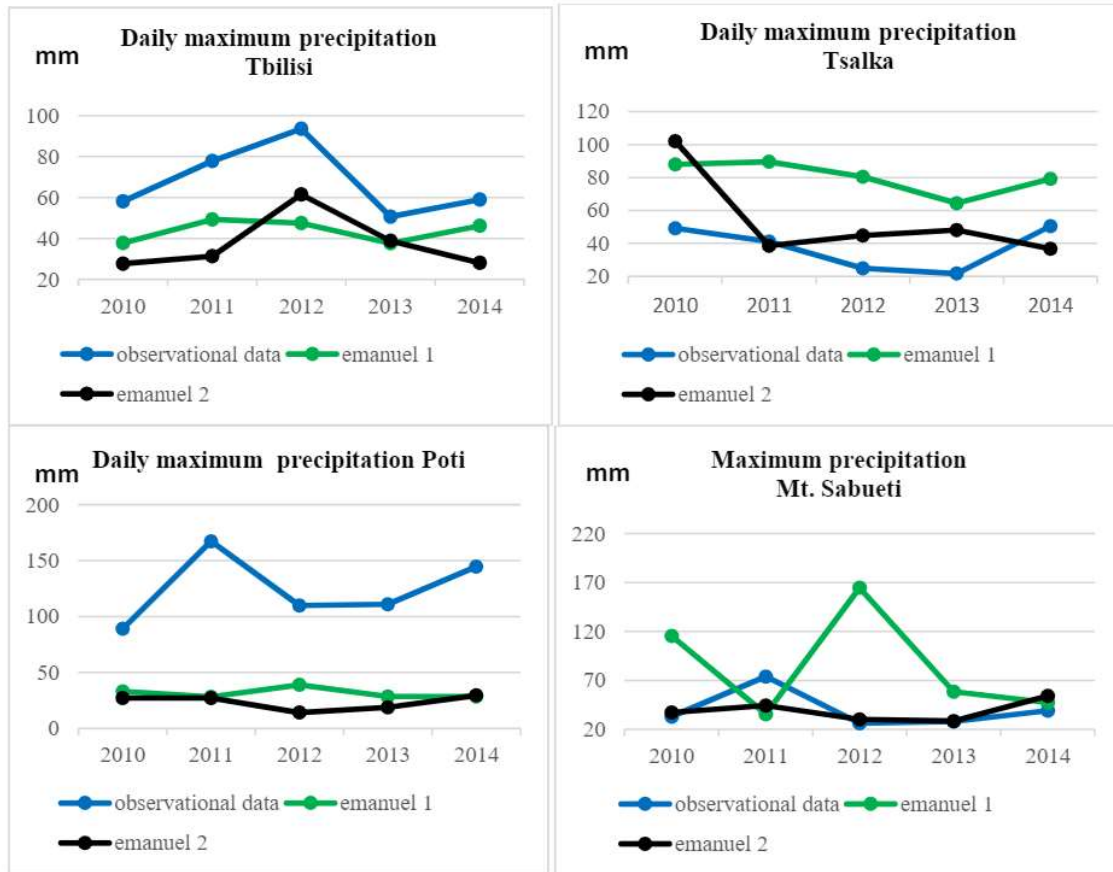 Daily maximum precipitation
Tbilisi
mm
100
80
60
40
20
2010 2011 2012 2013 2014
observational data emanuel 1
emanuel 2
Daily maximum precipitation
Tsalka
mm
120
100
80
60
40
20
2010 2011 2012 2013 2014
observational data emanuel 1
emanuel 2
Daily maximum precipitation Poti
mm
200
150
100
50
0
2010 2011 2012 2013 2014
observational data emanuel 1
emanuel 2
Maximum precipitation
Mt. Sabueti
mm
220
170
120
70
20
2010 2011 2012 2013 2014
observational data emanuel 1
emanuel 2